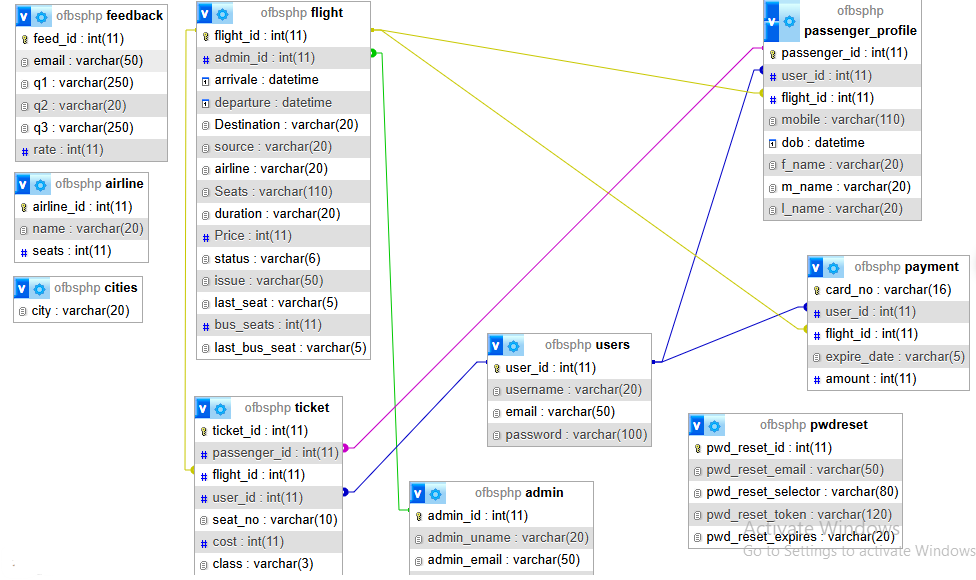 ofbsphp feedback
feed_id : int(11)
email : varchar(50)
q1 : varchar(250)
q2 : varchar(20)
q3 : varchar(250)
rate : int(11)
ofbsphp airline
airline_id : int(11)
name : varchar(20)
seats : int(11)
ofbsphp cities
city : varchar(20)
ofbsphp flight
flight_id : int(11)
admin_id : int(11)
arrivale : datetime
departure : datetime
Destination : varchar(20)
source : varchar(20)
airline : varchar(20)
Seats : varchar(110)
duration : varchar(20)
Price : int(11)
status : varchar(6)
issue : varchar(50)
last_seat : varchar(5)
bus_seats : int(11)
last_bus_seat : varchar(5)
ofbsphp ticket
ticket_id : int(11)
passenger_id : int(11)
flight_id : int(11)
user_id : int(11)
seat_no : varchar(10)
cost : int(11)
class : varchar(3)
ofbsphp users
user_id : int(11)
username : varchar(20)
email : varchar(50)
password : varchar(100)
ofbsphp admin
admin_id : int(11)
admin_uname : varchar(20)
admin_email : varchar(50)
ofbsphp
passenger_profile
passenger_id : int(11)
user_id : int(11)
flight_id : int(11)
mobile : varchar(110)
dob : datetime
f_name : varchar(20)
m_name : varchar(20)
l_name : varchar(20)
ofbsphp payment
card_no : varchar(16)
user_id : int(11)
flight_id : int(11)
expire_date : varchar(5)
amount : int(11)
ofbsphp pwdreset
pwd_reset_id : int(11)
pwd_reset_email : varchar(50)
pwd_reset_selector : varchar(80)
pwd_reset_token : varchar(120)
pwd_reset_expires : varchar(20)
Activate Windows
Go to Settings to activate Windows